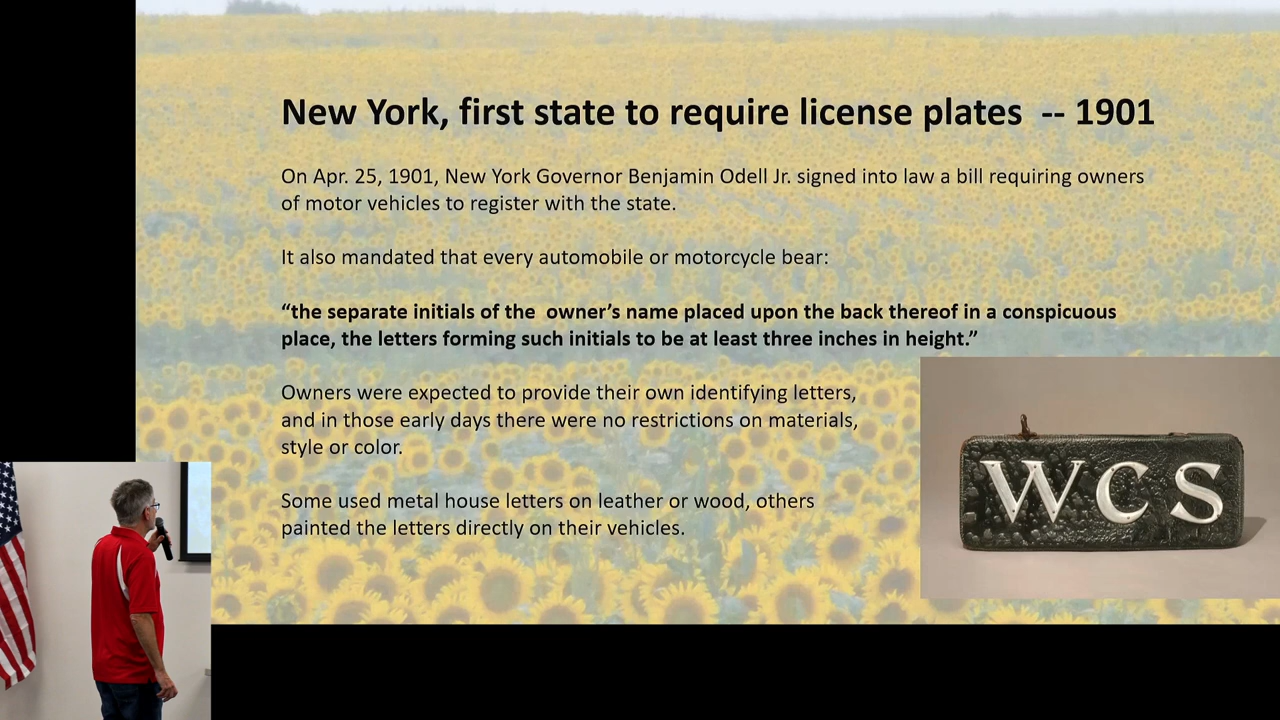 New York, first state to require license plates  -- 1901
On Apr. 25, 1901, New York Governor Benjamin Odell Jr. signed into law a bill requiring owners
of motor vehicles to register with the state.
It also mandated that every automobile or motorcycle bear:
“the separate initials of the  owner’s name placed upon the back thereof in a conspicuous
place, the letters forming such initials to be at least three inches in height.”
Owners were expected to provide their own identifying letters,
and in those early days there were no restrictions on materials,
style or color.
Some used metal house letters on leather or wood, others
painted the letters directly on their vehicles.
WCS